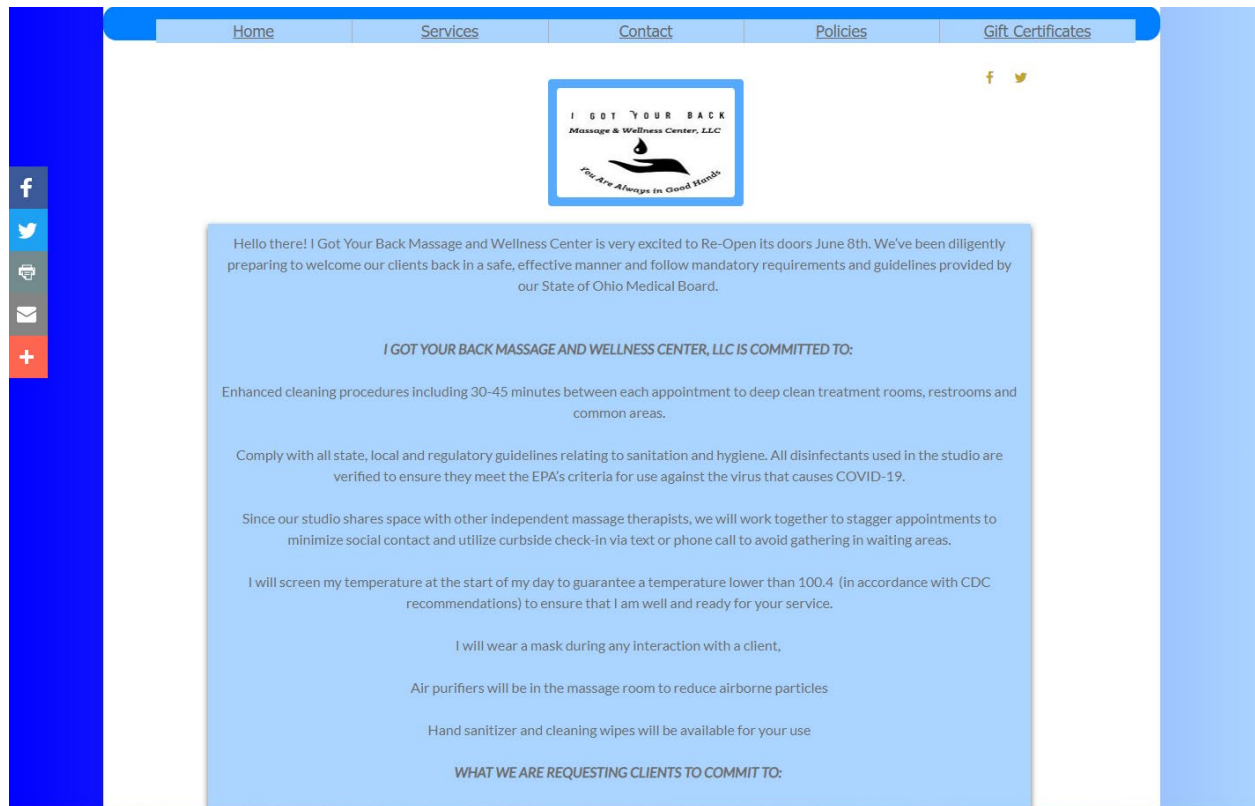 Home Services Contact Policies Gift Certificates
I GOT YOUR BACK
Massage & Wellness Center, LLC
You Are Always in Good Hands
Hello there! I Got Your Back Massage and Wellness Center is very excited to Re-Open its doors June 8th. We've been diligently
preparing to welcome our clients back in a safe, effective manner and follow mandatory requirements and guidelines provided by
our State of Ohio Medical Board.
I GOT YOUR BACK MASSAGE AND WELLNESS CENTER, LLC IS COMMITTED TO:
Enhanced cleaning procedures including 30-45 minutes between each appointment to deep clean treatment rooms, restrooms and
common areas.
Comply with all state, local and regulatory guidelines relating to sanitation and hygiene. All disinfectants used in the studio are
verified to ensure they meet the EPA's criteria for use against the virus that causes COVID-19.
Since our studio shares space with other independent massage therapists, we will work together to stagger appointments to
minimize social contact and utilize curbside check-in via text or phone call to avoid gathering in waiting areas.
I will screen my temperature at the start of my day to guarantee a temperature lower than 100.4 (in accordance with CDC
recommendations) to ensure that I am well and ready for your service.
I will wear a mask during any interaction with a client,
Air purifiers will be in the massage room to reduce airborne particles
Hand sanitizer and cleaning wipes will be available for your use
WHAT WE ARE REQUESTING CLIENTS TO COMMIT TO: